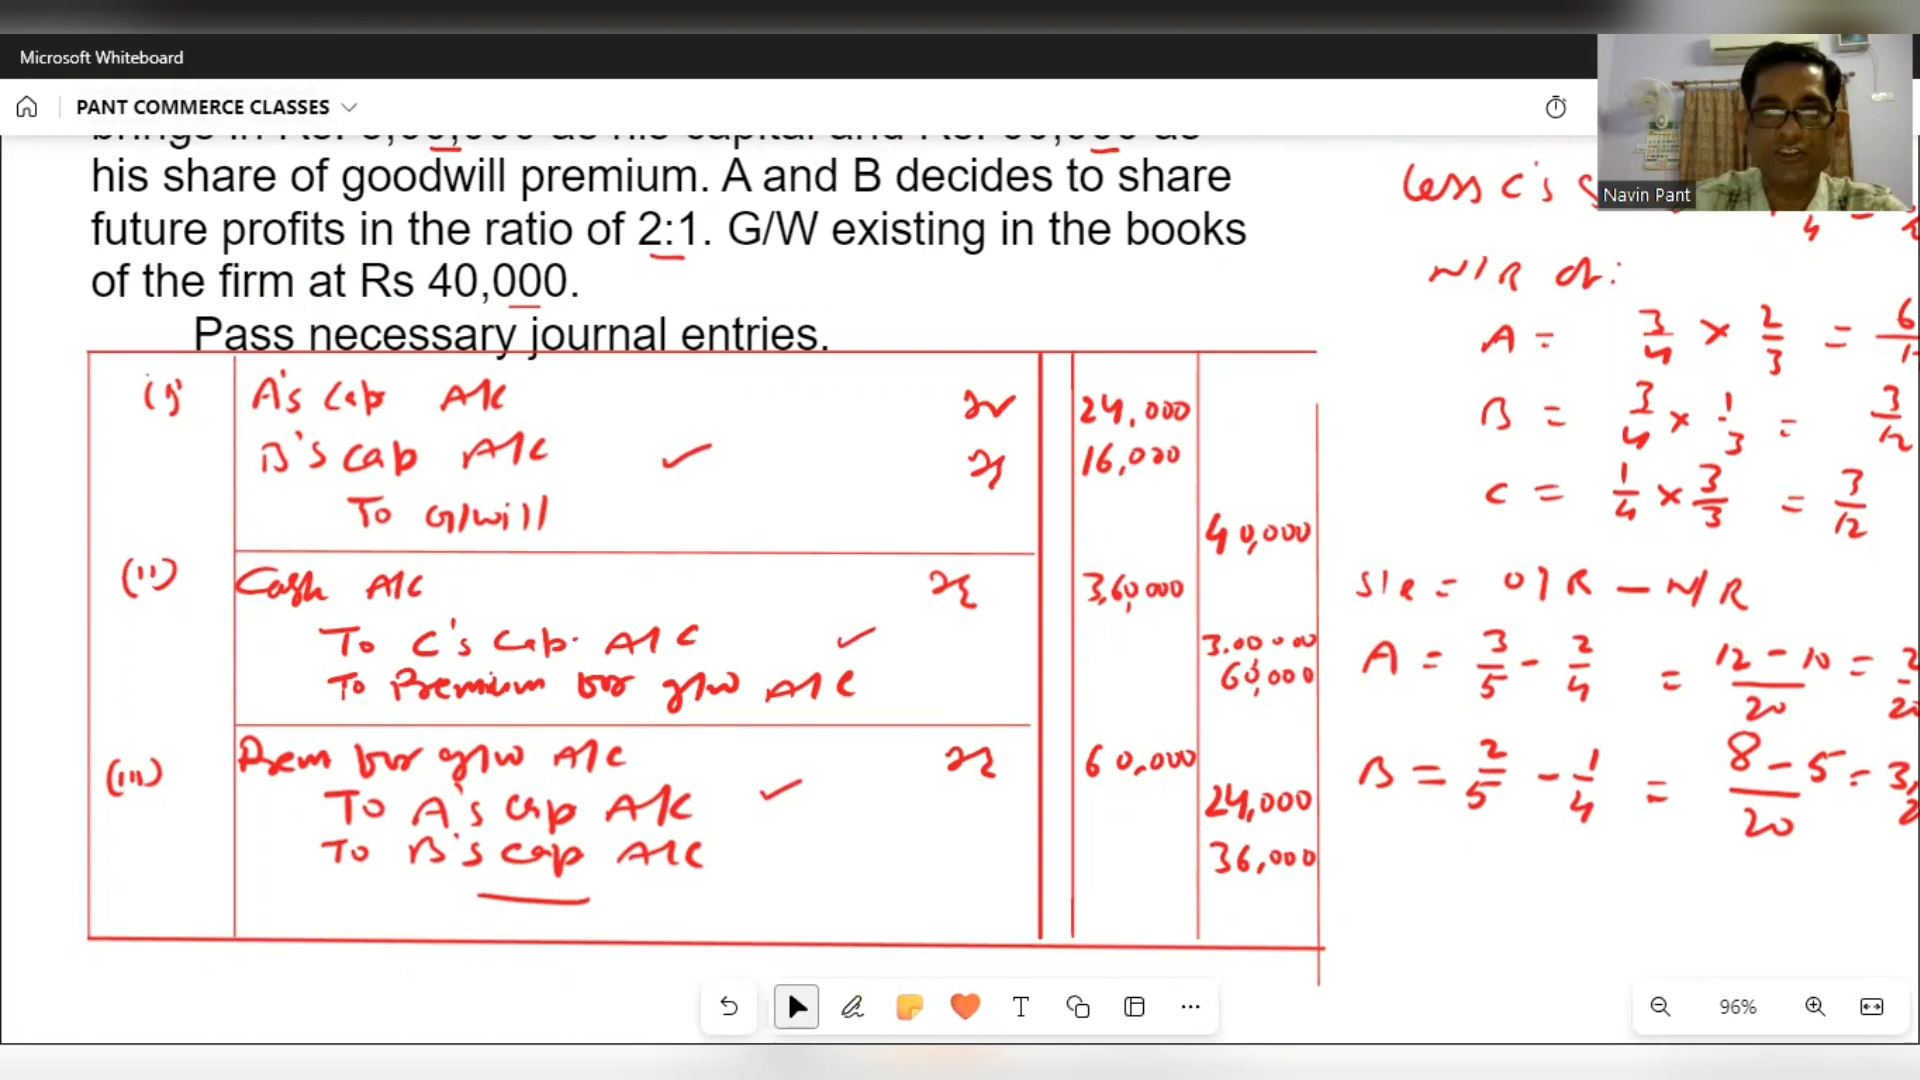 Microsoft Whiteboard
PANT COMMERCE CLASSES
Navin Pant
his share of goodwill premium. A and B decides to share
future profits in the ratio of 2:1. G/W existing in the books
of the firm at Rs 40,000.
Pass necessary journal entries.
(i) A's Cap A/c Dr 24,000
B's Cap A/c Dr 16,000
To G/will 40,000
(ii) Cash A/c Dr 3,60,000
To C's Cap. A/c 3,00,000
To Premium for g/w A/c 60,000
(iii) Prem for g/w A/c Dr 60,000
To A's Cap A/c 24,000
To B's Cap A/c 36,000
Less C's
N/R of:
A = 3/4 × 2/3 = 6
B = 3/4 × 1/3 = 3/12
C = 1/4 × 3/3 = 3/12
S/R = O/R – N/R
A = 3/5 - 2/4 = 12 - 10/20 = 2
B = 2/5 - 1/4 = 8 - 5/20 = 3
96%